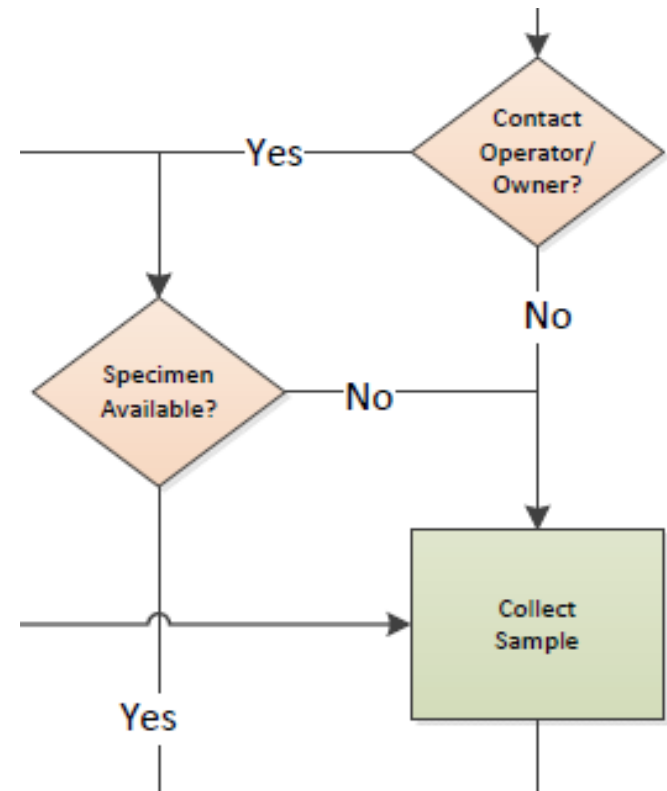 Contact
Operator/
Owner?
Yes
No
Specimen
Available?
No
Collect
Sample
Yes